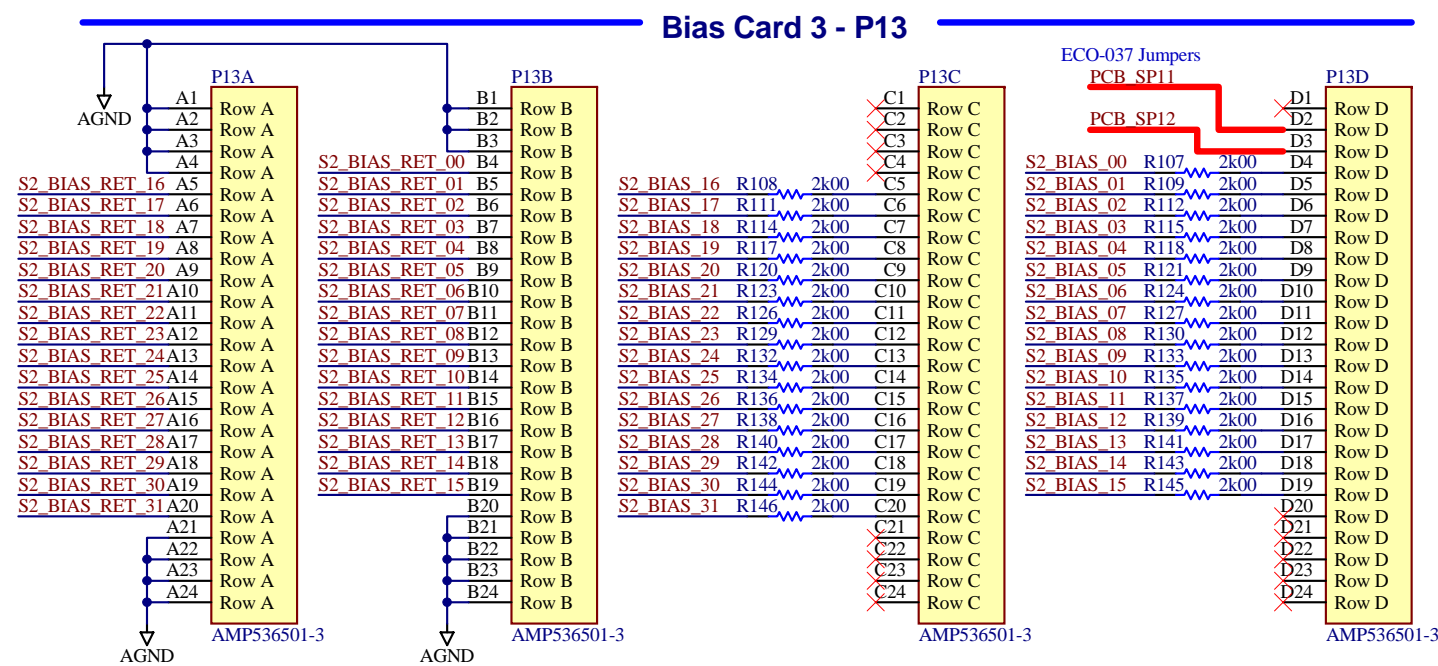 Bias Card 3 - P13
ECO-037 Jumpers
P13A P13B P13C PCB_SP11 P13D
A1 Row A B1 Row B C1 Row C D1 Row D
AGND A2 Row A B2 Row B C2 Row C PCB_SP12 D2 Row D
A3 Row A B3 Row B C3 Row C D3 Row D
A4 Row A S2_BIAS_RET_00 B4 Row B C4 Row C S2_BIAS_00 R107 2k00 D4 Row D
S2_BIAS_RET_16 A5 Row A S2_BIAS_RET_01 B5 Row B S2_BIAS_16 R108 2k00 C5 Row C S2_BIAS_01 R109 2k00 D5 Row D
S2_BIAS_RET_17 A6 Row A S2_BIAS_RET_02 B6 Row B S2_BIAS_17 R111 2k00 C6 Row C S2_BIAS_02 R112 2k00 D6 Row D
S2_BIAS_RET_18 A7 Row A S2_BIAS_RET_03 B7 Row B S2_BIAS_18 R114 2k00 C7 Row C S2_BIAS_03 R115 2k00 D7 Row D
S2_BIAS_RET_19 A8 Row A S2_BIAS_RET_04 B8 Row B S2_BIAS_19 R117 2k00 C8 Row C S2_BIAS_04 R118 2k00 D8 Row D
S2_BIAS_RET_20 A9 Row A S2_BIAS_RET_05 B9 Row B S2_BIAS_20 R120 2k00 C9 Row C S2_BIAS_05 R121 2k00 D9 Row D
S2_BIAS_RET_21 A10 Row A S2_BIAS_RET_06 B10 Row B S2_BIAS_21 R123 2k00 C10 Row C S2_BIAS_06 R124 2k00 D10 Row D
S2_BIAS_RET_22 A11 Row A S2_BIAS_RET_07 B11 Row B S2_BIAS_22 R126 2k00 C11 Row C S2_BIAS_07 R127 2k00 D11 Row D
S2_BIAS_RET_23 A12 Row A S2_BIAS_RET_08 B12 Row B S2_BIAS_23 R129 2k00 C12 Row C S2_BIAS_08 R130 2k00 D12 Row D
S2_BIAS_RET_24 A13 Row A S2_BIAS_RET_09 B13 Row B S2_BIAS_24 R132 2k00 C13 Row C S2_BIAS_09 R133 2k00 D13 Row D
S2_BIAS_RET_25 A14 Row A S2_BIAS_RET_10 B14 Row B S2_BIAS_25 R134 2k00 C14 Row C S2_BIAS_10 R135 2k00 D14 Row D
S2_BIAS_RET_26 A15 Row A S2_BIAS_RET_11 B15 Row B S2_BIAS_26 R136 2k00 C15 Row C S2_BIAS_11 R137 2k00 D15 Row D
S2_BIAS_RET_27 A16 Row A S2_BIAS_RET_12 B16 Row B S2_BIAS_27 R138 2k00 C16 Row C S2_BIAS_12 R139 2k00 D16 Row D
S2_BIAS_RET_28 A17 Row A S2_BIAS_RET_13 B17 Row B S2_BIAS_28 R140 2k00 C17 Row C S2_BIAS_13 R141 2k00 D17 Row D
S2_BIAS_RET_29 A18 Row A S2_BIAS_RET_14 B18 Row B S2_BIAS_29 R142 2k00 C18 Row C S2_BIAS_14 R143 2k00 D18 Row D
S2_BIAS_RET_30 A19 Row A S2_BIAS_RET_15 B19 Row B S2_BIAS_30 R144 2k00 C19 Row C S2_BIAS_15 R145 2k00 D19 Row D
S2_BIAS_RET_31 A20 Row A B20 Row B S2_BIAS_31 R146 2k00 C20 Row C D20 Row D
A21 Row A B21 Row B C21 Row C D21 Row D
A22 Row A B22 Row B C22 Row C D22 Row D
A23 Row A B23 Row B C23 Row C D23 Row D
A24 Row A B24 Row B C24 Row C D24 Row D
AMP536501-3 AMP536501-3 AMP536501-3 AMP536501-3
AGND AGND